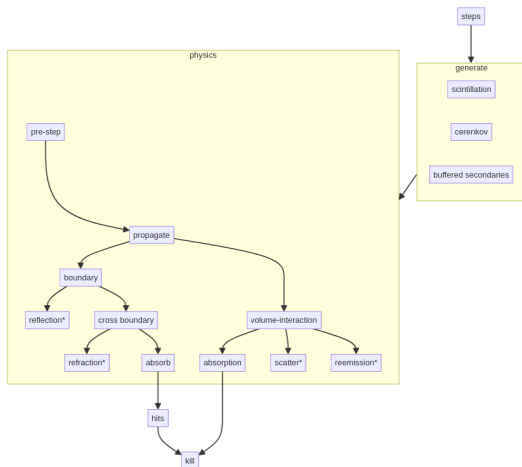 steps
physics
generate
scintillation
pre-step
cerenkov
buffered secondaries
propagate
boundary
reflection*
cross boundary
volume-interaction
refraction*
absorb
absorption
scatter*
reemission*
hits
kill